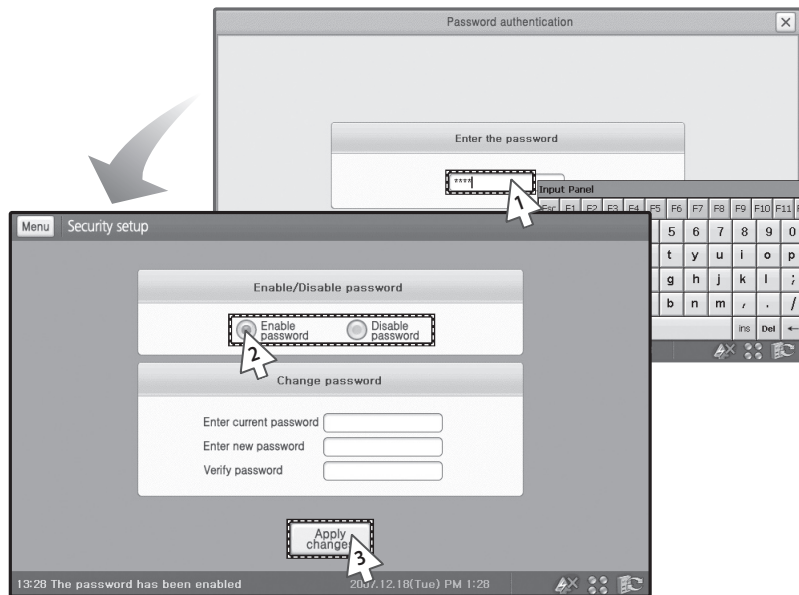 Password authentication
Enter the password
****
1
Input Panel
Esc F1 F2 F3 F4 F5 F6 F7 F8 F9 F10 F11
5 6 7 8 9 0
t y u i o p
g h j k l ;
b n m , . /
ins Del ←
Menu Security setup
Enable/Disable password
Enable password
Disable password
2
Change password
Enter current password
Enter new password
Verify password
Apply
change
3
13:28 The password has been enabled
2007.12.18(Tue) PM 1:28